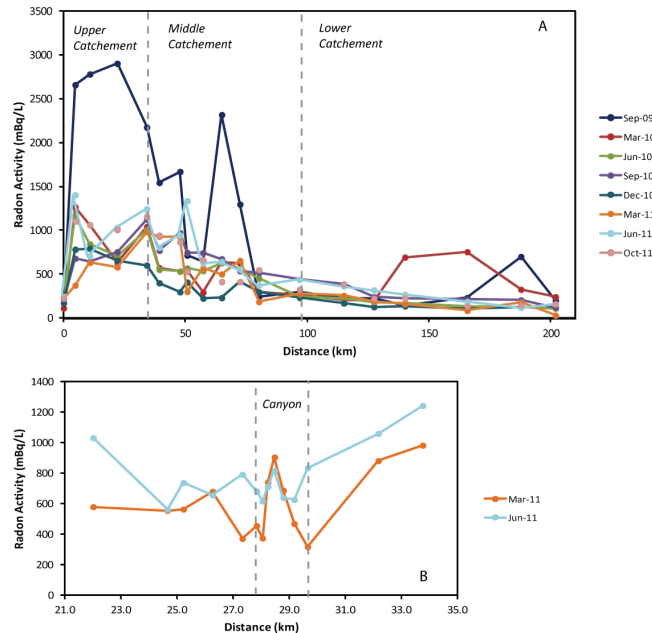 A
Upper
Catchement
Middle
Catchement
Lower
Catchement
3500
3000
2500
2000
1500
1000
500
0
Radon Activity (mBq/L)
0
50
100
150
200
Distance (km)
Sep-09
Mar-10
Jun-10
Sep-10
Dec-10
Mar-11
Jun-11
Oct-11
1400
1200
1000
800
600
400
200
0
Radon Activity (mBq/L)
Canyon
B
21.0
23.0
25.0
27.0
29.0
31.0
33.0
35.0
Distance (km)
Mar-11
Jun-11